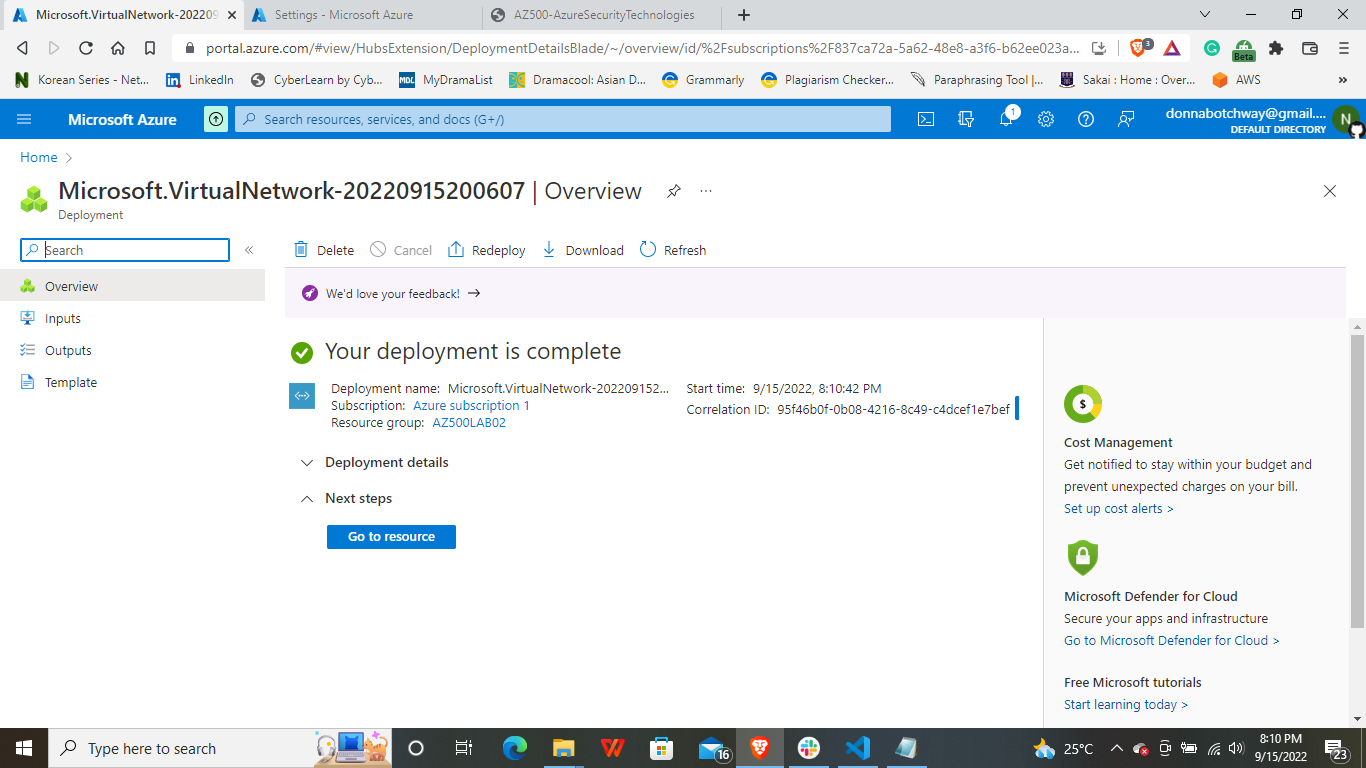 Microsoft.VirtualNetwork-20220915
Settings - Microsoft Azure
AZ500-AzureSecurityTechnologies
portal.azure.com/#view/HubsExtension/DeploymentDetailsBlade/~/overview/id/%2Fsubscriptions%2F837ca72a-5a62-48e8-a3f6-b62ee023a...
3
Beta
Korean Series - Net...
LinkedIn
CyberLearn by Cyb...
MDL
MyDramaList
Dramacool: Asian D...
Grammarly
Plagiarism Checker...
Paraphrasing Tool |...
Sakai : Home : Over...
AWS
»
Microsoft Azure
Search resources, services, and docs (G+/)
1
donnabotchway@gmail....
DEFAULT DIRECTORY
N
Home
Microsoft.VirtualNetwork-20220915200607 | Overview
...
Deployment
Search
«
Delete
Cancel
Redeploy
Download
Refresh
Overview
Inputs
Outputs
Template
We'd love your feedback! →
Your deployment is complete
Deployment name: Microsoft.VirtualNetwork-202209152...
Subscription: Azure subscription 1
Resource group: AZ500LAB02
Start time: 9/15/2022, 8:10:42 PM
Correlation ID: 95f46b0f-0b08-4216-8c49-c4dcef1e7bef
Deployment details
Next steps
Go to resource
$
Cost Management
Get notified to stay within your budget and
prevent unexpected charges on your bill.
Set up cost alerts >
Microsoft Defender for Cloud
Secure your apps and infrastructure
Go to Microsoft Defender for Cloud >
Free Microsoft tutorials
Start learning today >
Type here to search
16
25°C
8:10 PM
9/15/2022
23